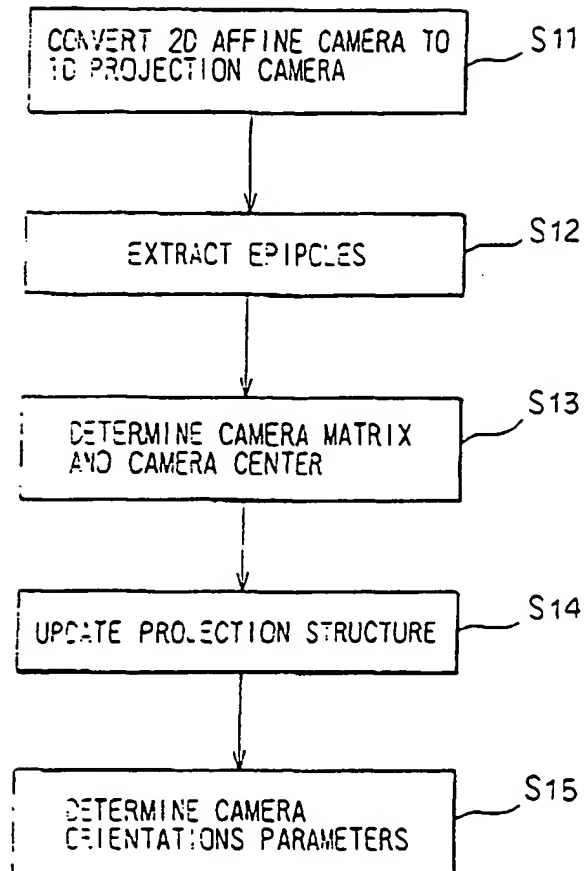 CONVERT 2D AFFINE CAMERA TO
1D PROJECTION CAMERA
S11
EXTRACT EPIPOLES
S12
DETERMINE CAMERA MATRIX
AND CAMERA CENTER
S13
UPDATE PROJECTION STRUCTURE
S14
DETERMINE CAMERA
ORIENTATIONS PARAMETERS
S15